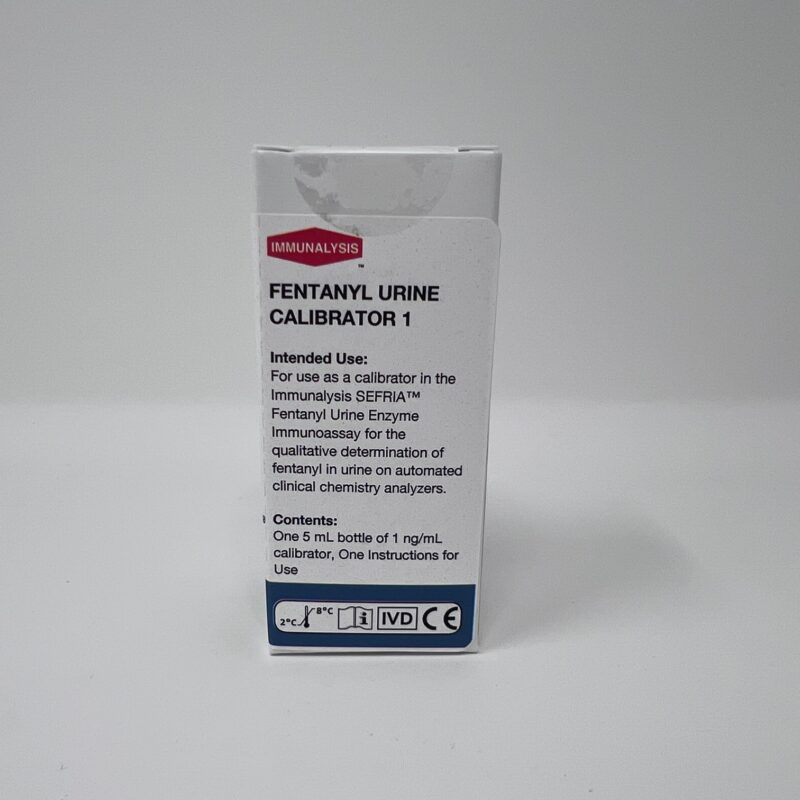 IMMUNALYSIS
™
FENTANYL URINE
CALIBRATOR 1
Intended Use:
For use as a calibrator in the
Immunalysis SEFRIA™
Fentanyl Urine Enzyme
Immunoassay for the
qualitative determination of
fentanyl in urine on automated
clinical chemistry analyzers.
Contents:
One 5 mL bottle of 1 ng/mL
calibrator, One Instructions for
Use
2°C 8°C i IVD CE